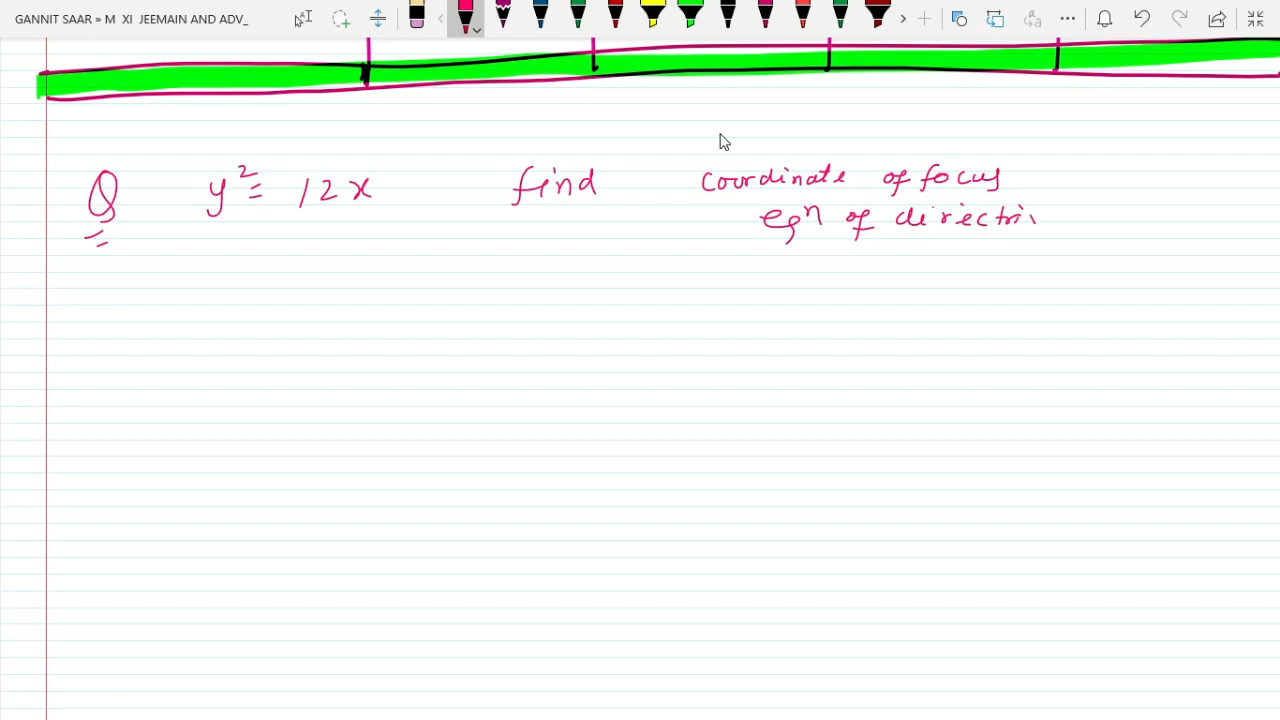 GANNIT SAAR » M XI JEEMAIN AND ADV_
Q y² = 12x find coordinate of focus
eqⁿ of directri